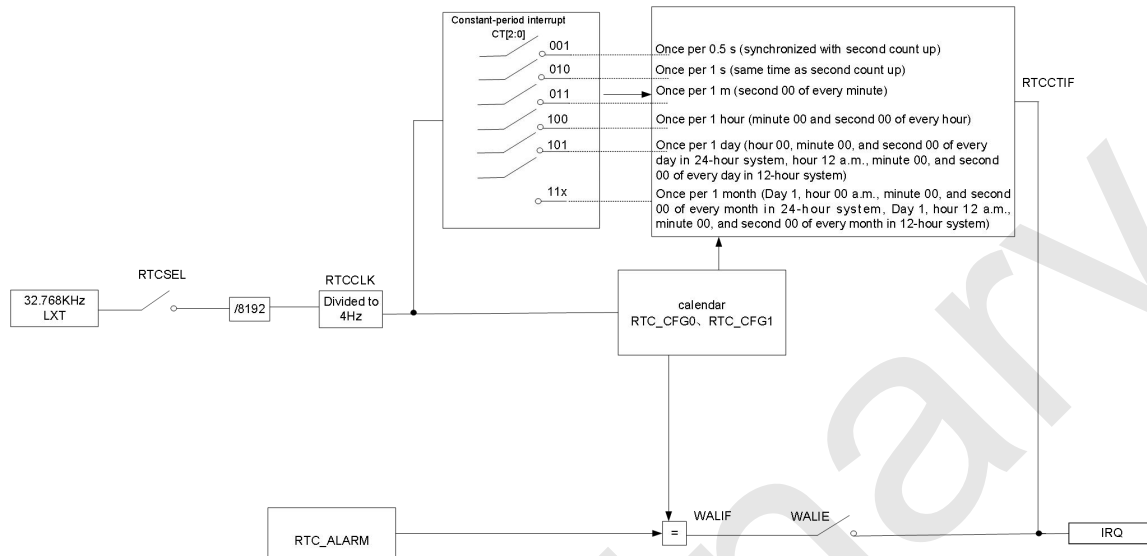 Constant-period interrupt
CT[2:0]
001
010
011
100
101
11x
Once per 0.5 s (synchronized with second count up)
Once per 1 s (same time as second count up)
Once per 1 m (second 00 of every minute)
Once per 1 hour (minute 00 and second 00 of every hour)
Once per 1 day (hour 00, minute 00, and second 00 of every
day in 24-hour system, hour 12 a.m., minute 00, and second
00 of every day in 12-hour system)
Once per 1 month (Day 1, hour 00 a.m., minute 00, and second
00 of every month in 24-hour system, Day 1, hour 12 a.m.,
minute 00, and second 00 of every month in 12-hour system)
RTCCTIF
RTCSEL
RTCCLK
32.768KHz
LXT
/8192
Divided to
4Hz
calendar
RTC_CFG0、RTC_CFG1
RTC_ALARM
=
WALIF
WALIE
IRQ
nary